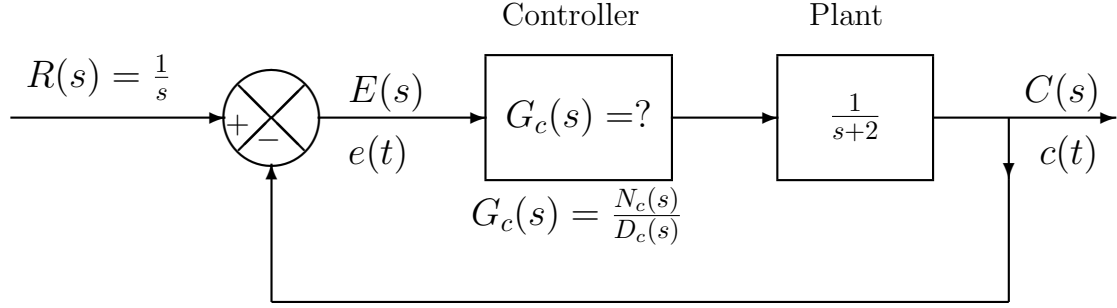 Controller
Plant
R(s) = 1/s
+
−
E(s)
e(t)
G_c(s) =?
1/(s+2)
C(s)
c(t)
G_c(s) = N_c(s)/D_c(s)